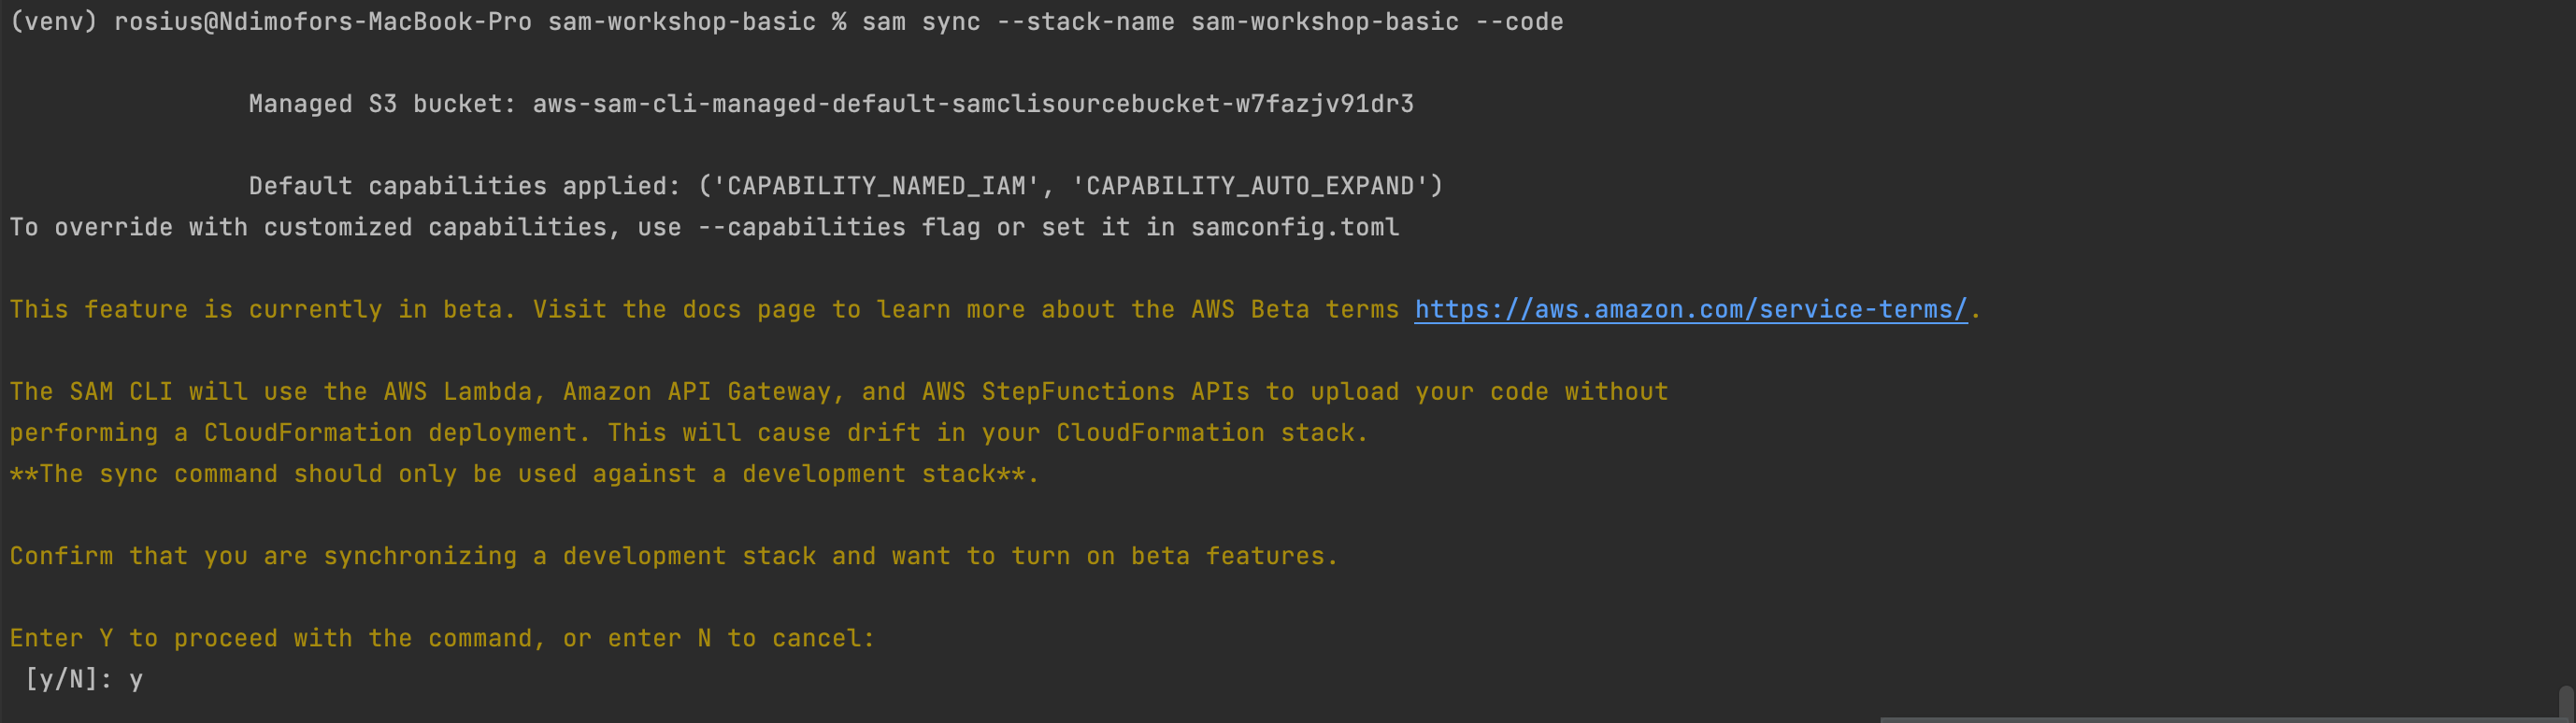 (venv) rosius@Ndimofors-MacBook-Pro sam-workshop-basic % sam sync --stack-name sam-workshop-basic --code
Managed S3 bucket: aws-sam-cli-managed-default-samclisourcebucket-w7fazjv91dr3
Default capabilities applied: ('CAPABILITY_NAMED_IAM', 'CAPABILITY_AUTO_EXPAND')
To override with customized capabilities, use --capabilities flag or set it in samconfig.toml
This feature is currently in beta. Visit the docs page to learn more about the AWS Beta terms https://aws.amazon.com/service-terms/.
The SAM CLI will use the AWS Lambda, Amazon API Gateway, and AWS StepFunctions APIs to upload your code without
performing a CloudFormation deployment. This will cause drift in your CloudFormation stack.
**The sync command should only be used against a development stack**.
Confirm that you are synchronizing a development stack and want to turn on beta features.
Enter Y to proceed with the command, or enter N to cancel:
[y/N]: y